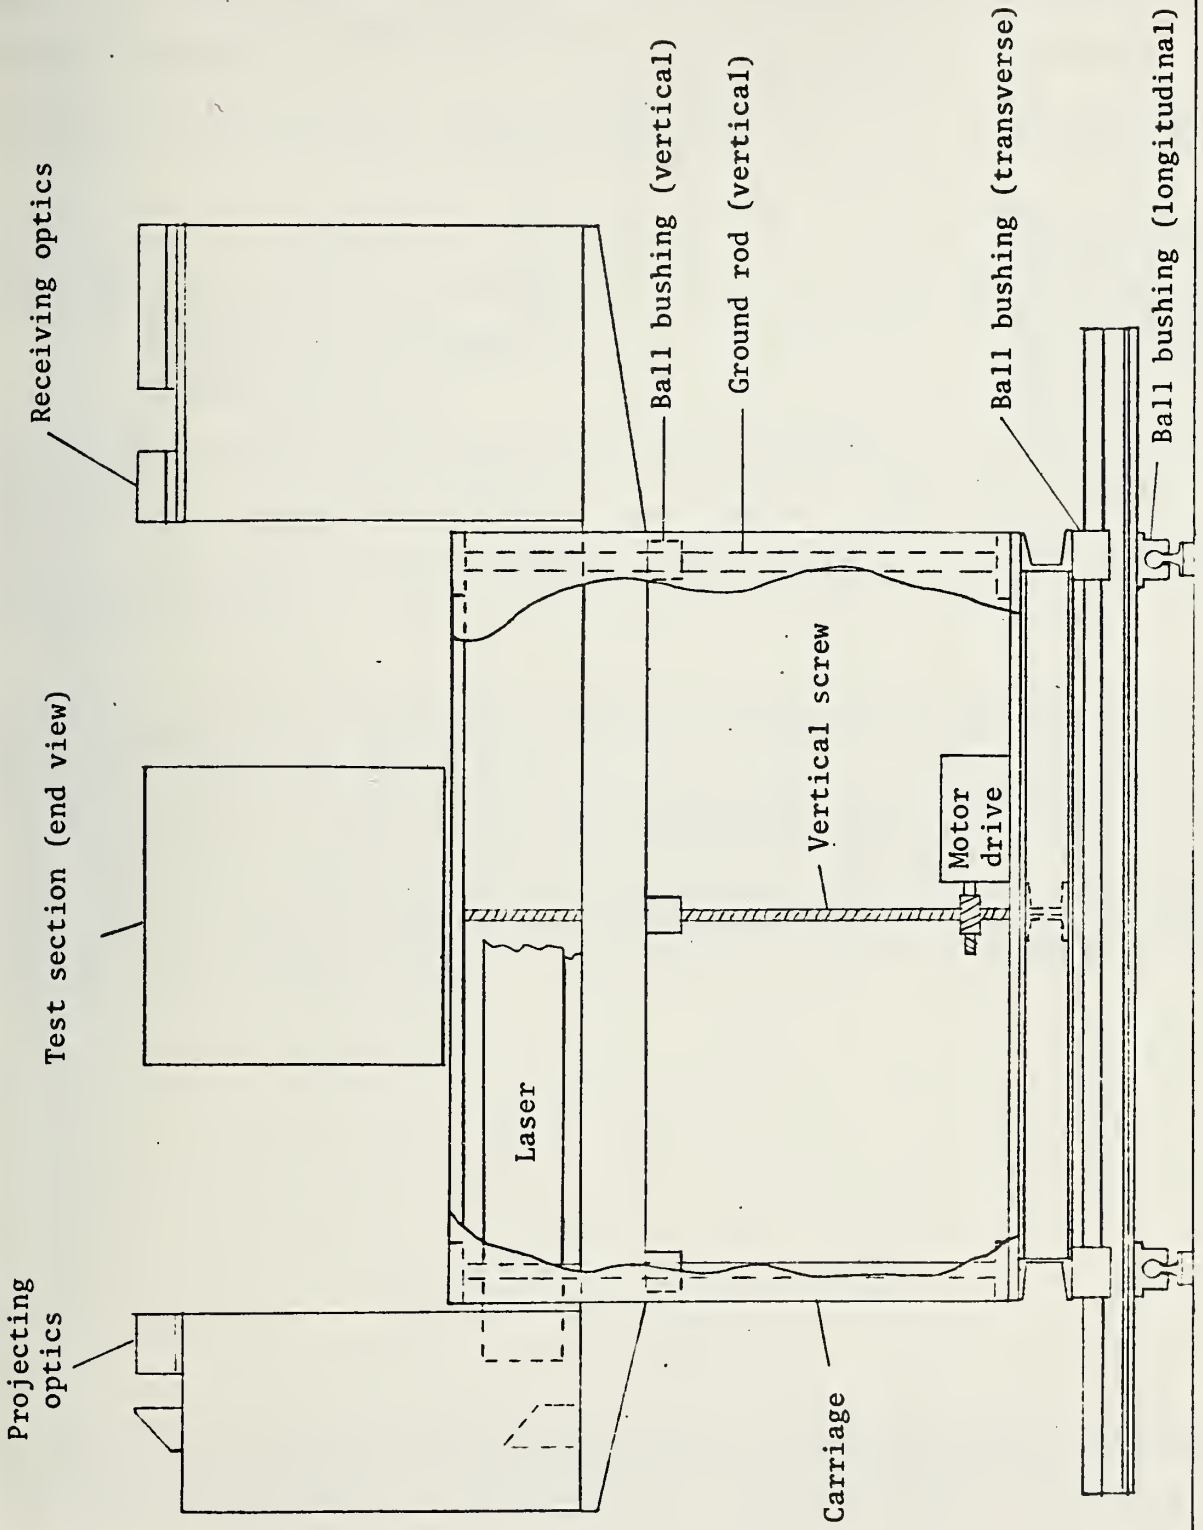 Projecting
optics
Test section (end view)
Receiving optics
Laser
Ball bushing (vertical)
Ground rod (vertical)
Vertical screw
Motor
drive
Carriage
Ball bushing (transverse)
Ball bushing (longitudinal)